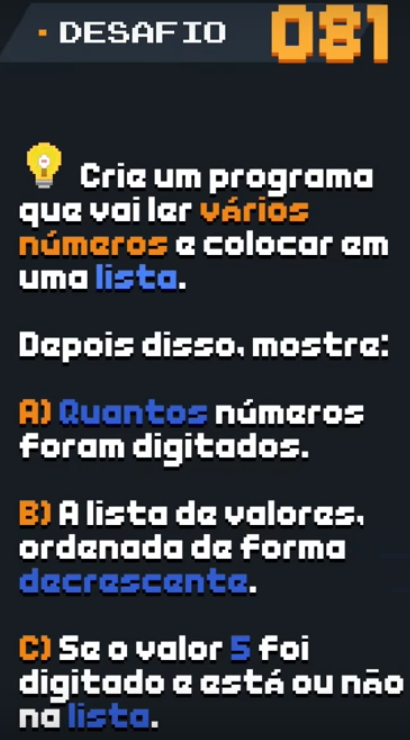 DESAFIO 081
Crie um programa
que vai ler vários
números e colocar em
uma lista.
Depois disso, mostre:
A) Quantos números
foram digitados.
B) A lista de valores,
ordenada de forma
decrescente.
C) Se o valor 5 foi
digitado e está ou não
na lista.